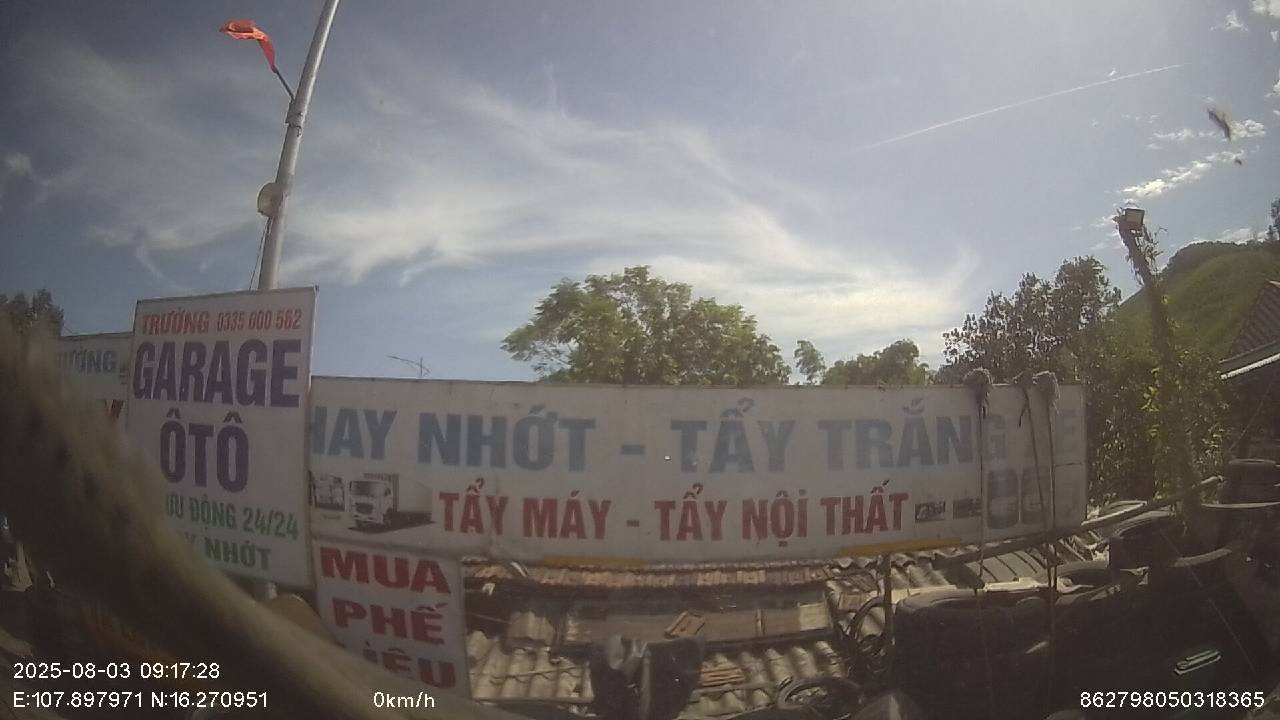 TRƯỜNG 0335 000 562
GARAGE
ÔTÔ
ĐỘNG 24/24
NHỚT
HAY NHỚT - TẨY TRẮNG
TẨY MÁY - TẨY NỘI THẤT
MUA
PHẾ
LIỆU
2025-08-03 09:17:28
E:107.897971 N:16.270951
0km/h
862798050318365